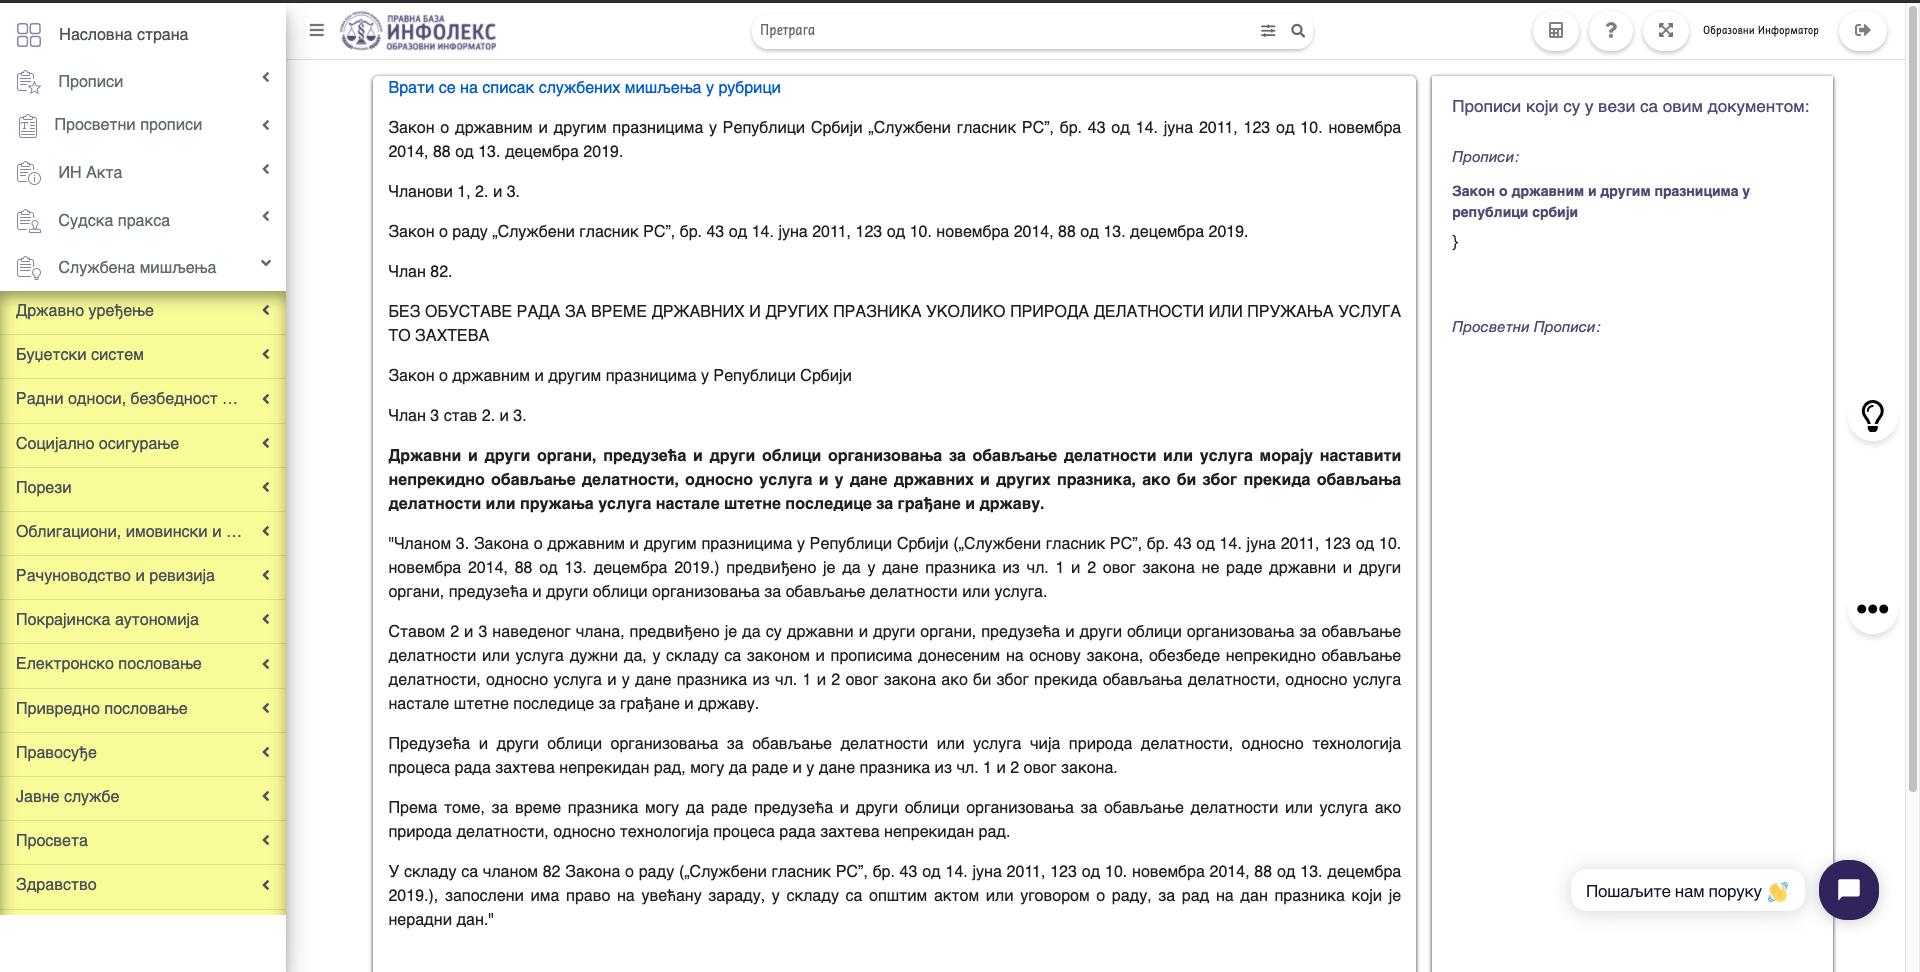 Насловна страна
Прописи
Просветни прописи
ИН Акта
Судска пракса
Службена мишљења
Државно уређење
Буџетски систем
Радни односи, безбедност ...
Социјално осигурање
Порези
Облигациони, имовински и ...
Рачуноводство и ревизија
Покрајинска аутономија
Електронско пословање
Привредно пословање
Правосуђе
Јавне службе
Просвета
Здравство
ПРАВНА БАЗА
ИНФОЛЕКС
ОБРАЗОВНИ ИНФОРМАТОР
Претрага
Образовни Информатор
Врати се на списак службених мишљења у рубрици
Закон о државним и другим празницима у Републици Србији „Службени гласник РС”, бр. 43 од 14. јуна 2011, 123 од 10. новембра
2014, 88 од 13. децембра 2019.
Чланови 1, 2. и 3.
Закон о раду „Службени гласник РС”, бр. 43 од 14. јуна 2011, 123 од 10. новембра 2014, 88 од 13. децембра 2019.
Члан 82.
БЕЗ ОБУСТАВЕ РАДА ЗА ВРЕМЕ ДРЖАВНИХ И ДРУГИХ ПРАЗНИКА УКОЛИКО ПРИРОДА ДЕЛАТНОСТИ ИЛИ ПРУЖАЊА УСЛУГА
ТО ЗАХТЕВА
Закон о државним и другим празницима у Републици Србији
Члан 3 став 2. и 3.
Државни и други органи, предузећа и други облици организовања за обављање делатности или услуга морају наставити
непрекидно обављање делатности, односно услуга и у дане државних и других празника, ако би због прекида обављања
делатности или пружања услуга настале штетне последице за грађане и државу.
"Чланом 3. Закона о државним и другим празницима у Републици Србији („Службени гласник РС”, бр. 43 од 14. јуна 2011, 123 од 10.
новембра 2014, 88 од 13. децембра 2019.) предвиђено је да у дане празника из чл. 1 и 2 овог закона не раде државни и други
органи, предузећа и други облици организовања за обављање делатности или услуга.
Ставом 2 и 3 наведеног члана, предвиђено је да су државни и други органи, предузећа и други облици организовања за обављање
делатности или услуга дужни да, у складу са законом и прописима донесеним на основу закона, обезбеде непрекидно обављање
делатности, односно услуга и у дане празника из чл. 1 и 2 овог закона ако би због прекида обављања делатности, односно услуга
настале штетне последице за грађане и државу.
Предузећа и други облици организовања за обављање делатности или услуга чија природа делатности, односно технологија
процеса рада захтева непрекидан рад, могу да раде и у дане празника из чл. 1 и 2 овог закона.
Према томе, за време празника могу да раде предузећа и други облици организовања за обављање делатности или услуга ако
природа делатности, односно технологија процеса рада захтева непрекидан рад.
У складу са чланом 82 Закона о раду („Службени гласник РС”, бр. 43 од 14. јуна 2011, 123 од 10. новембра 2014, 88 од 13. децембра
2019.), запослени има право на увећану зараду, у складу са општим актом или уговором о раду, за рад на дан празника који је
нерадни дан."
Прописи који су у вези са овим документом:
Прописи:
Закон о државним и другим празницима у
републици србији
}
Просветни Прописи:
Пошаљите нам поруку 👋